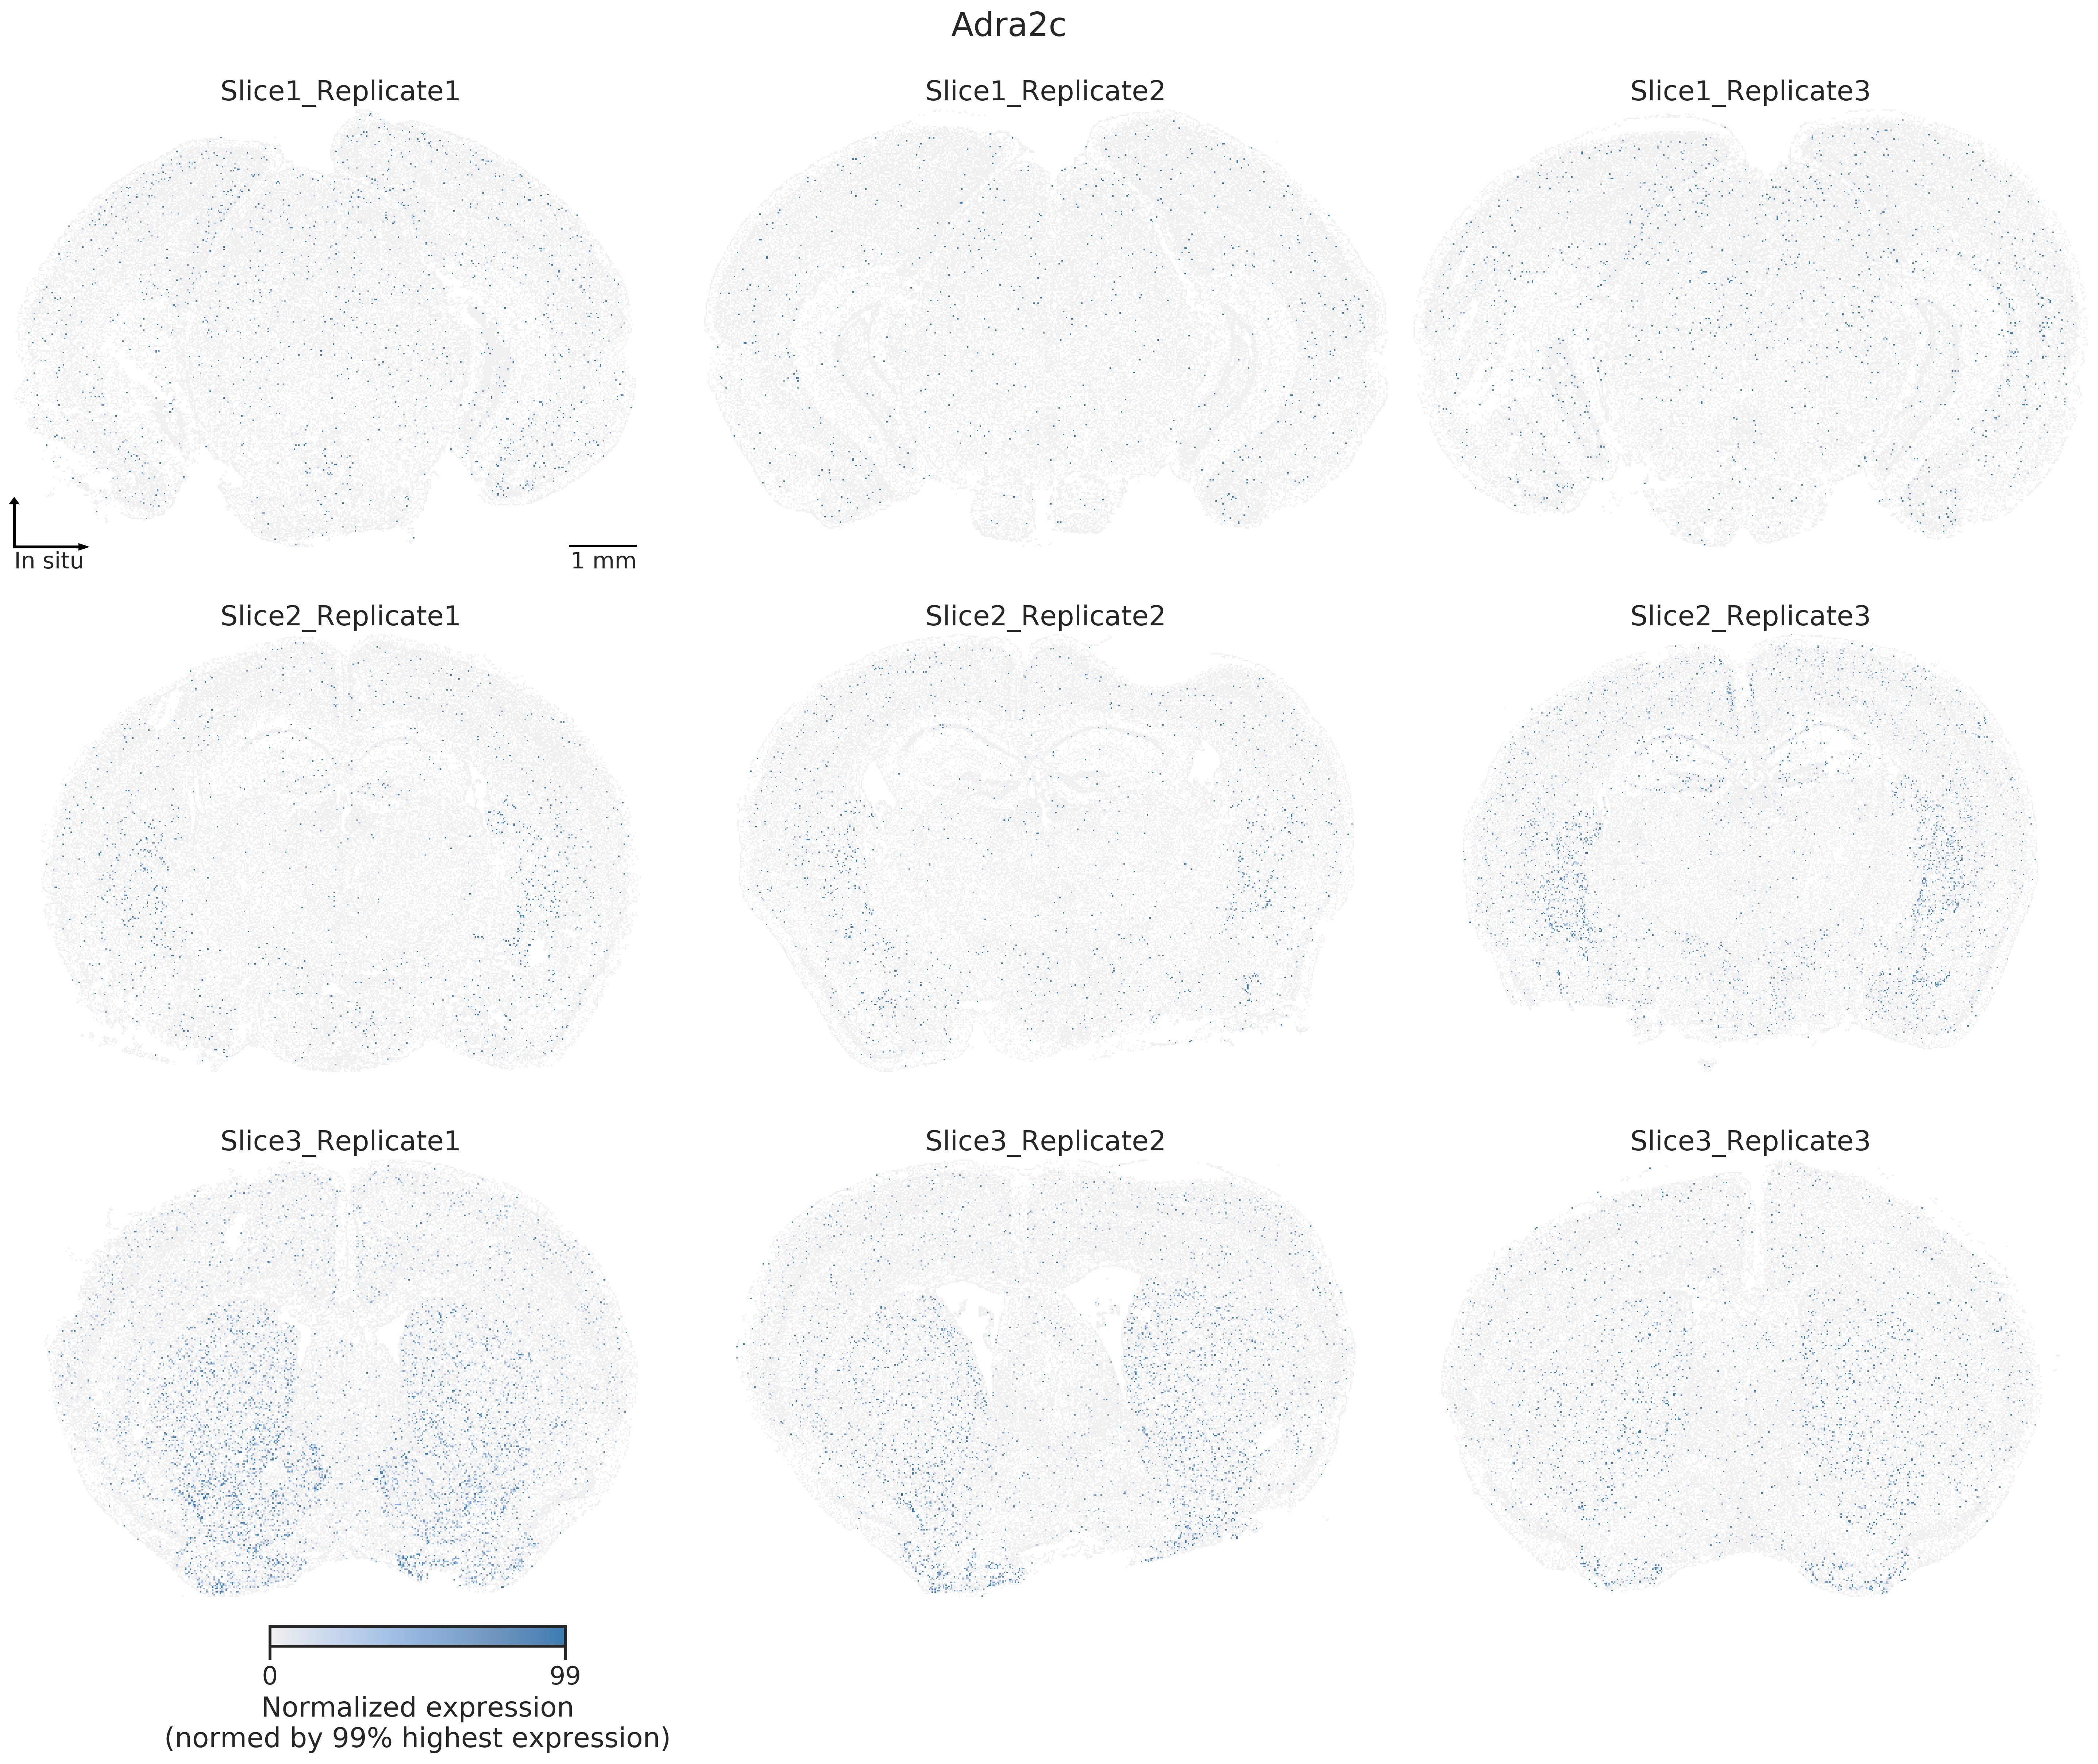 Adra2c
Slice1_Replicate1
Slice1_Replicate2
Slice1_Replicate3
In situ
1 mm
Slice2_Replicate1
Slice2_Replicate2
Slice2_Replicate3
Slice3_Replicate1
Slice3_Replicate2
Slice3_Replicate3
0
99
Normalized expression
(normed by 99% highest expression)